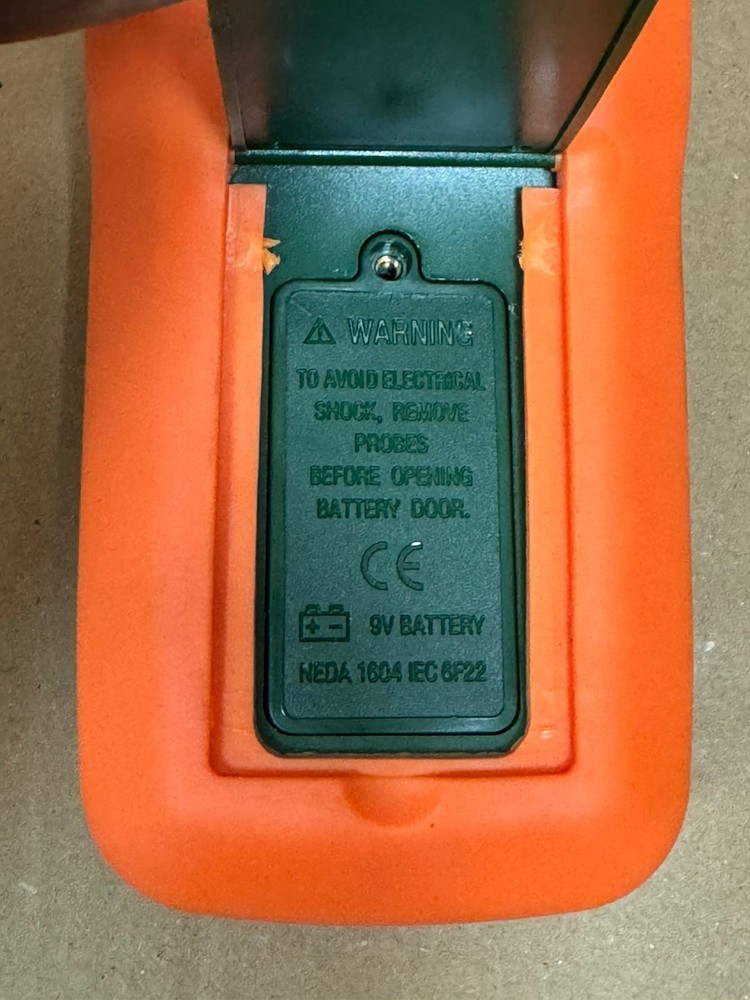 WARNING
TO AVOID ELECTRICAL
SHOCK, REMOVE
PROBES
BEFORE OPENING
BATTERY DOOR.
CE
+ - 9V BATTERY
NEDA 1604 IEC 6F22